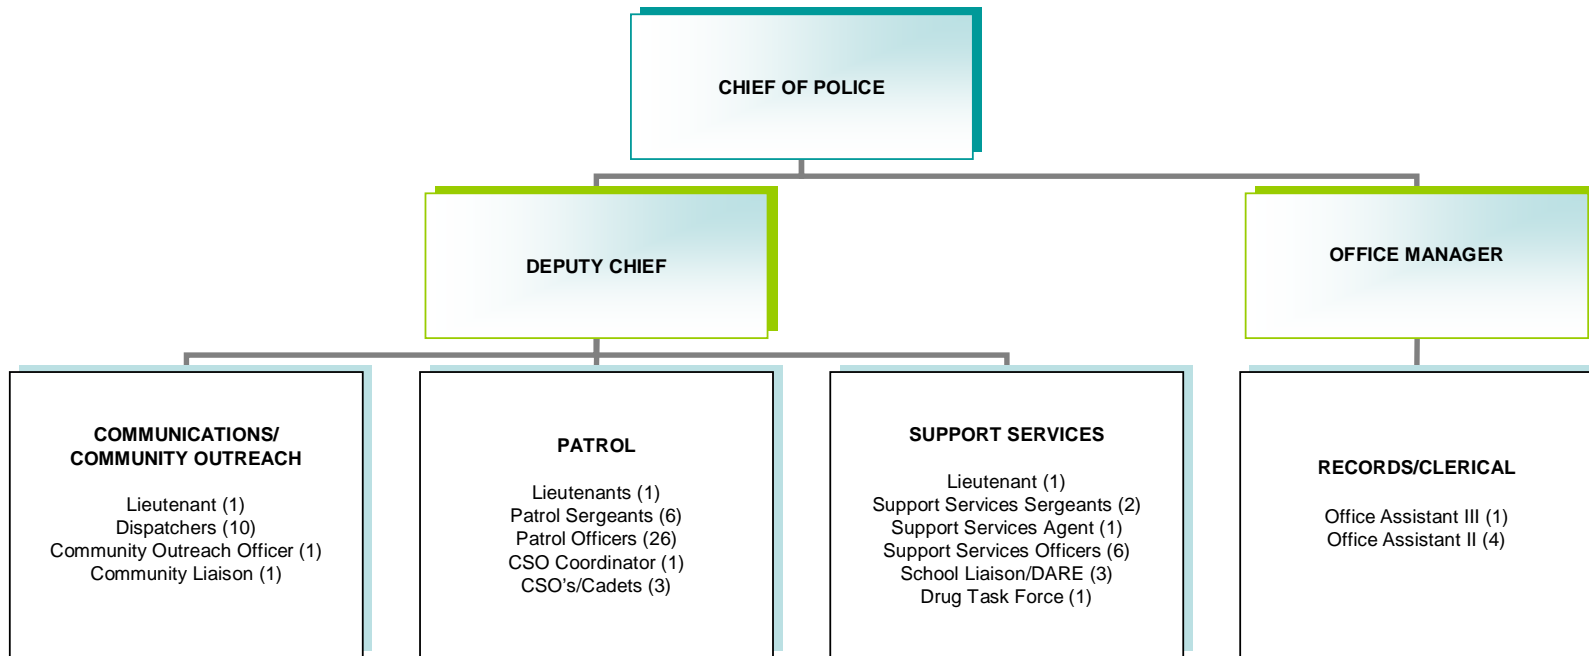 CHIEF OF POLICE
DEPUTY CHIEF
OFFICE MANAGER
COMMUNICATIONS/
COMMUNITY OUTREACH
Lieutenant (1)
Dispatchers (10)
Community Outreach Officer (1)
Community Liaison (1)
PATROL
Lieutenants (1)
Patrol Sergeants (6)
Patrol Officers (26)
CSO Coordinator (1)
CSO's/Cadets (3)
SUPPORT SERVICES
Lieutenant (1)
Support Services Sergeants (2)
Support Services Agent (1)
Support Services Officers (6)
School Liaison/DARE (3)
Drug Task Force (1)
RECORDS/CLERICAL
Office Assistant III (1)
Office Assistant II (4)